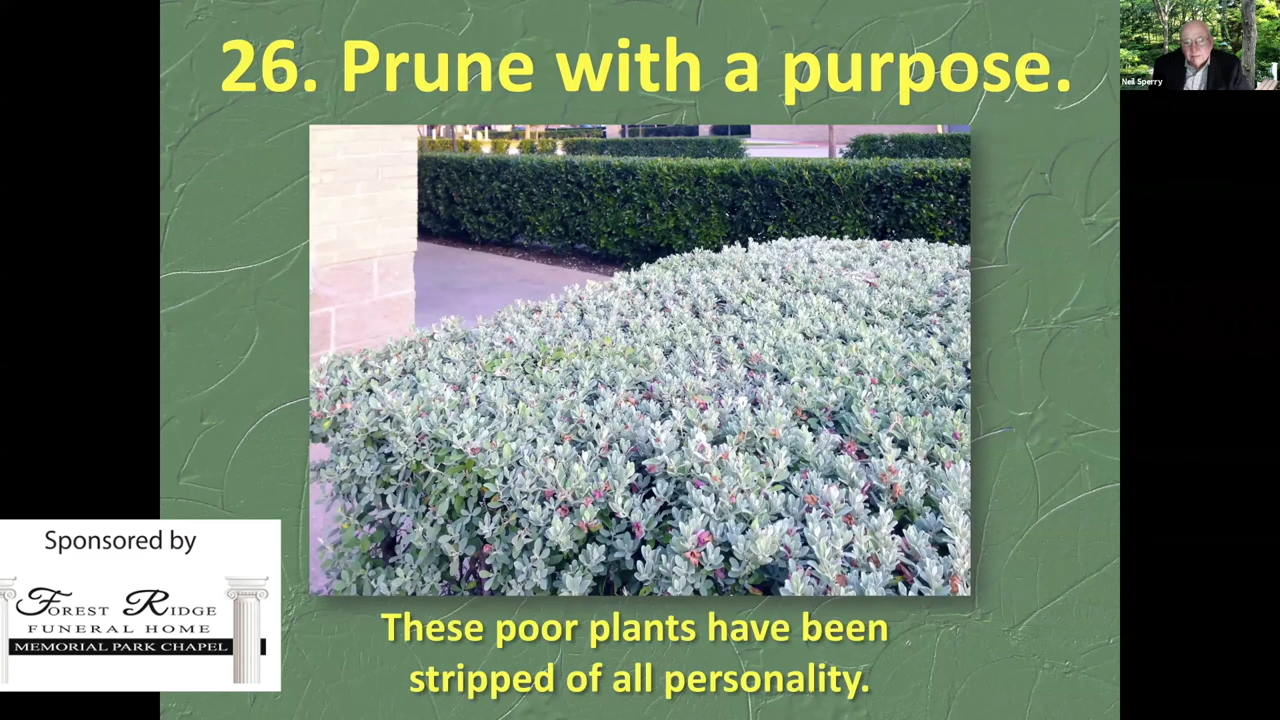 26. Prune with a purpose.
Neil Sperry
Sponsored by
FOREST RIDGE
FUNERAL HOME
MEMORIAL PARK CHAPEL
These poor plants have been
stripped of all personality.